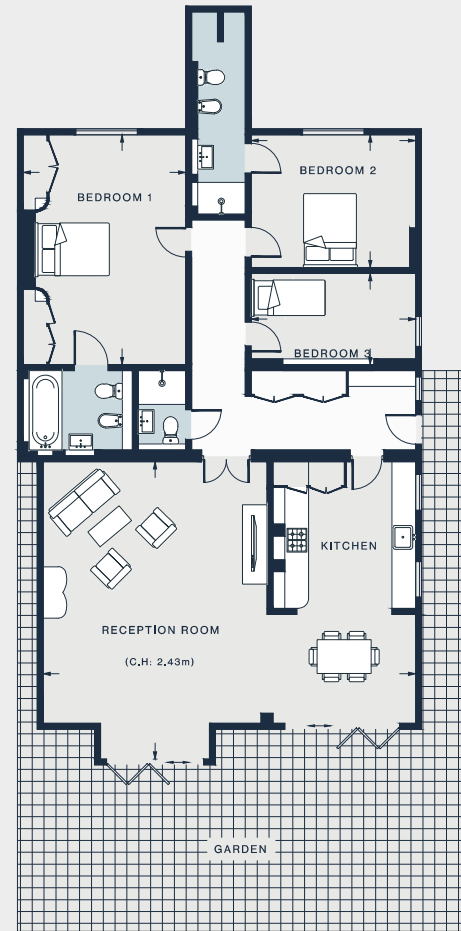 BEDROOM 1
BEDROOM 2
BEDROOM 3
KITCHEN
RECEPTION ROOM
(C.H: 2.43m)
GARDEN